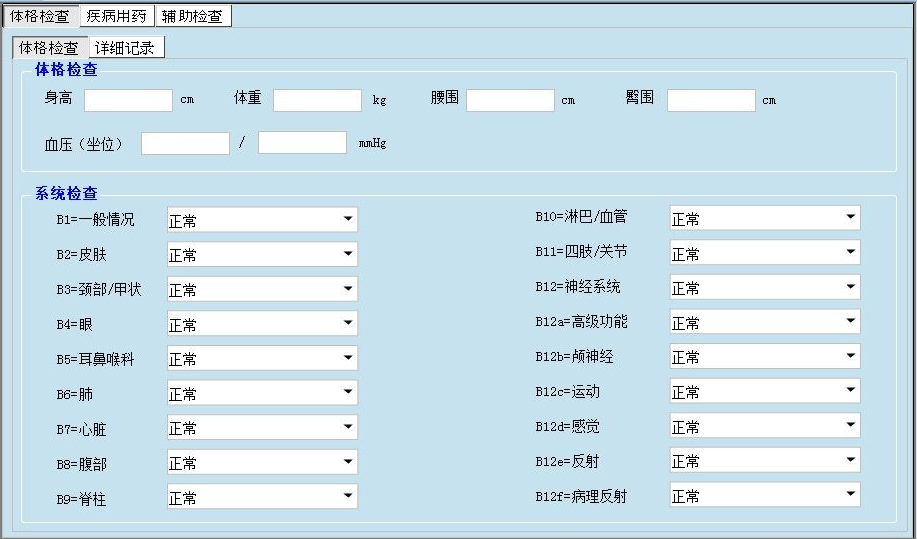 体格检查 疾病用药 辅助检查
体格检查 详细记录
体格检查
身高 cm 体重 kg 腰围 cm 臀围 cm
血压（坐位） / mmHg
系统检查
B1=一般情况 正常 B10=淋巴/血管 正常
B2=皮肤 正常 B11=四肢/关节 正常
B3=颈部/甲状 正常 B12=神经系统 正常
B4=眼 正常 B12a=高级功能 正常
B5=耳鼻喉科 正常 B12b=颅神经 正常
B6=肺 正常 B12c=运动 正常
B7=心脏 正常 B12d=感觉 正常
B8=腹部 正常 B12e=反射 正常
B9=脊柱 正常 B12f=病理反射 正常